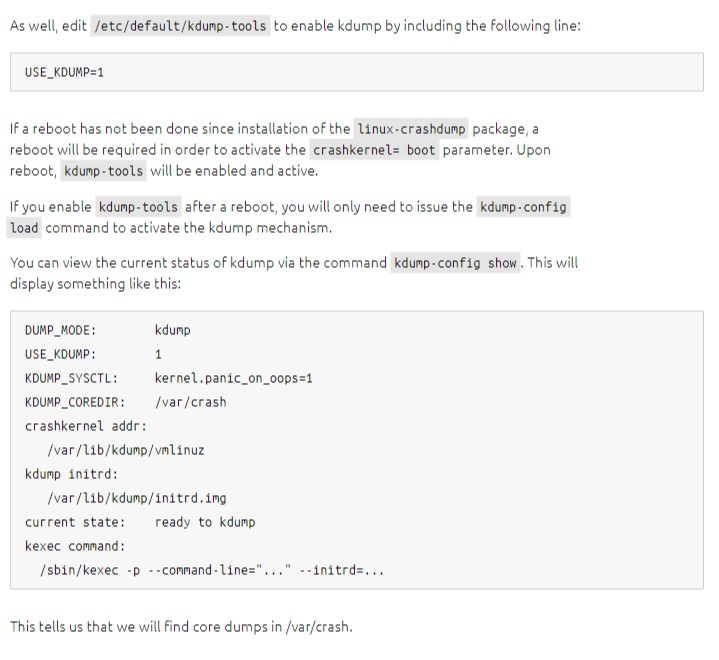 As well, edit /etc/default/kdump-tools to enable kdump by including the following line:
USE_KDUMP=1
If a reboot has not been done since installation of the linux-crashdump package, a
reboot will be required in order to activate the crashkernel= boot parameter. Upon
reboot, kdump-tools will be enabled and active.
If you enable kdump-tools after a reboot, you will only need to issue the kdump-config
load command to activate the kdump mechanism.
You can view the current status of kdump via the command kdump-config show. This will
display something like this:
DUMP_MODE:        kdump
USE_KDUMP:        1
KDUMP_SYSCTL:     kernel.panic_on_oops=1
KDUMP_COREDIR:    /var/crash
crashkernel addr:
   /var/lib/kdump/vmlinuz
kdump initrd:
   /var/lib/kdump/initrd.img
current state:    ready to kdump
kexec command:
  /sbin/kexec -p --command-line="..." --initrd=...
This tells us that we will find core dumps in /var/crash.